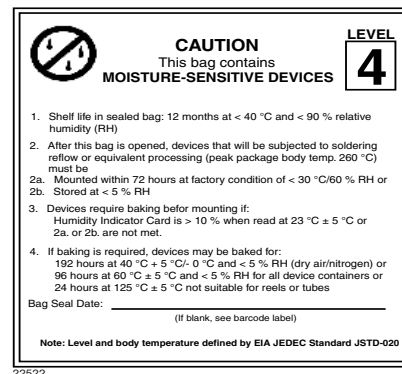 LEVEL
CAUTION
This bag contains
MOISTURE-SENSITIVE DEVICES
4
1. Shelf life in sealed bag: 12 months at < 40 °C and < 90 % relative
humidity (RH)
2. After this bag is opened, devices that will be subjected to soldering
reflow or equivalent processing (peak package body temp. 260 °C)
must be
2a. Mounted within 72 hours at factory condition of < 30 °C/60 % RH or
2b. Stored at < 5 % RH
3. Devices require baking befor mounting if:
Humidity Indicator Card is > 10 % when read at 23 °C ± 5 °C or
2a. or 2b. are not met.
4. If baking is required, devices may be baked for:
192 hours at 40 °C + 5 °C/- 0 °C and < 5 % RH (dry air/nitrogen) or
96 hours at 60 °C ± 5 °C and < 5 % RH for all device containers or
24 hours at 125 °C ± 5 °C not suitable for reels or tubes
Bag Seal Date:
(If blank, see barcode label)
Note: Level and body temperature defined by EIA JEDEC Standard JSTD-020
22522